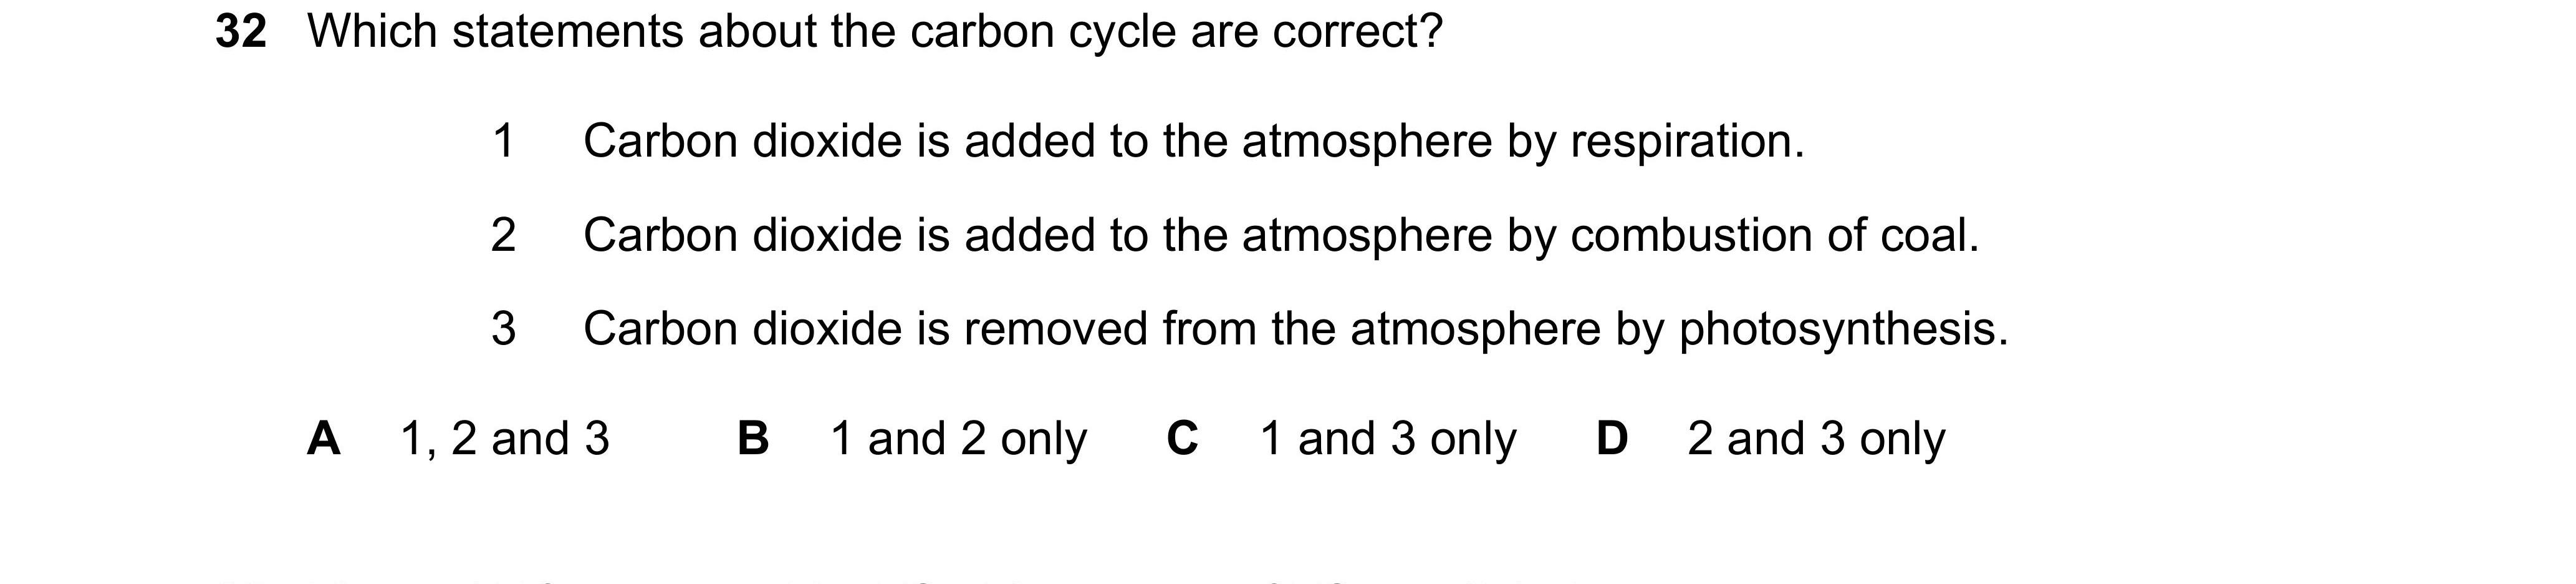 32 Which statements about the carbon cycle are correct?
1 Carbon dioxide is added to the atmosphere by respiration.
2 Carbon dioxide is added to the atmosphere by combustion of coal.
3 Carbon dioxide is removed from the atmosphere by photosynthesis.
A 1, 2 and 3 B 1 and 2 only C 1 and 3 only D 2 and 3 only